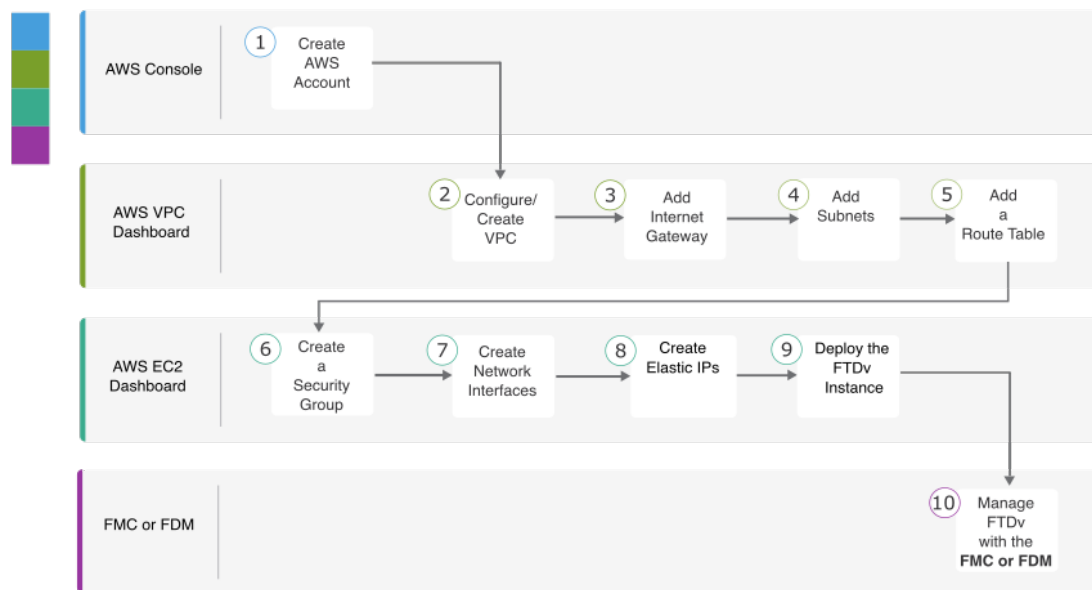 AWS Console
1
Create
AWS
Account
AWS VPC
Dashboard
2
Configure/
Create
VPC
3
Add
Internet
Gateway
4
Add
Subnets
5
Add
a
Route Table
AWS EC2
Dashboard
6
Create
a
Security
Group
7
Create
Network
Interfaces
8
Create
Elastic IPs
9
Deploy the
FTDv
Instance
FMC or FDM
10
Manage
FTDv
with the
FMC or FDM